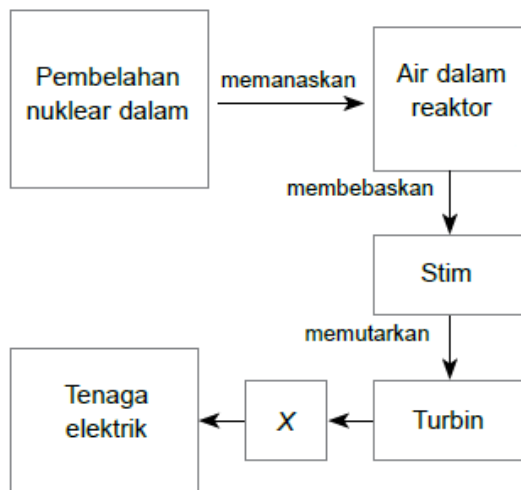 Pembelahan
nuklear dalam
memanaskan
Air dalam
reaktor
membebaskan
Stim
memutarkan
Turbin
X
Tenaga
elektrik